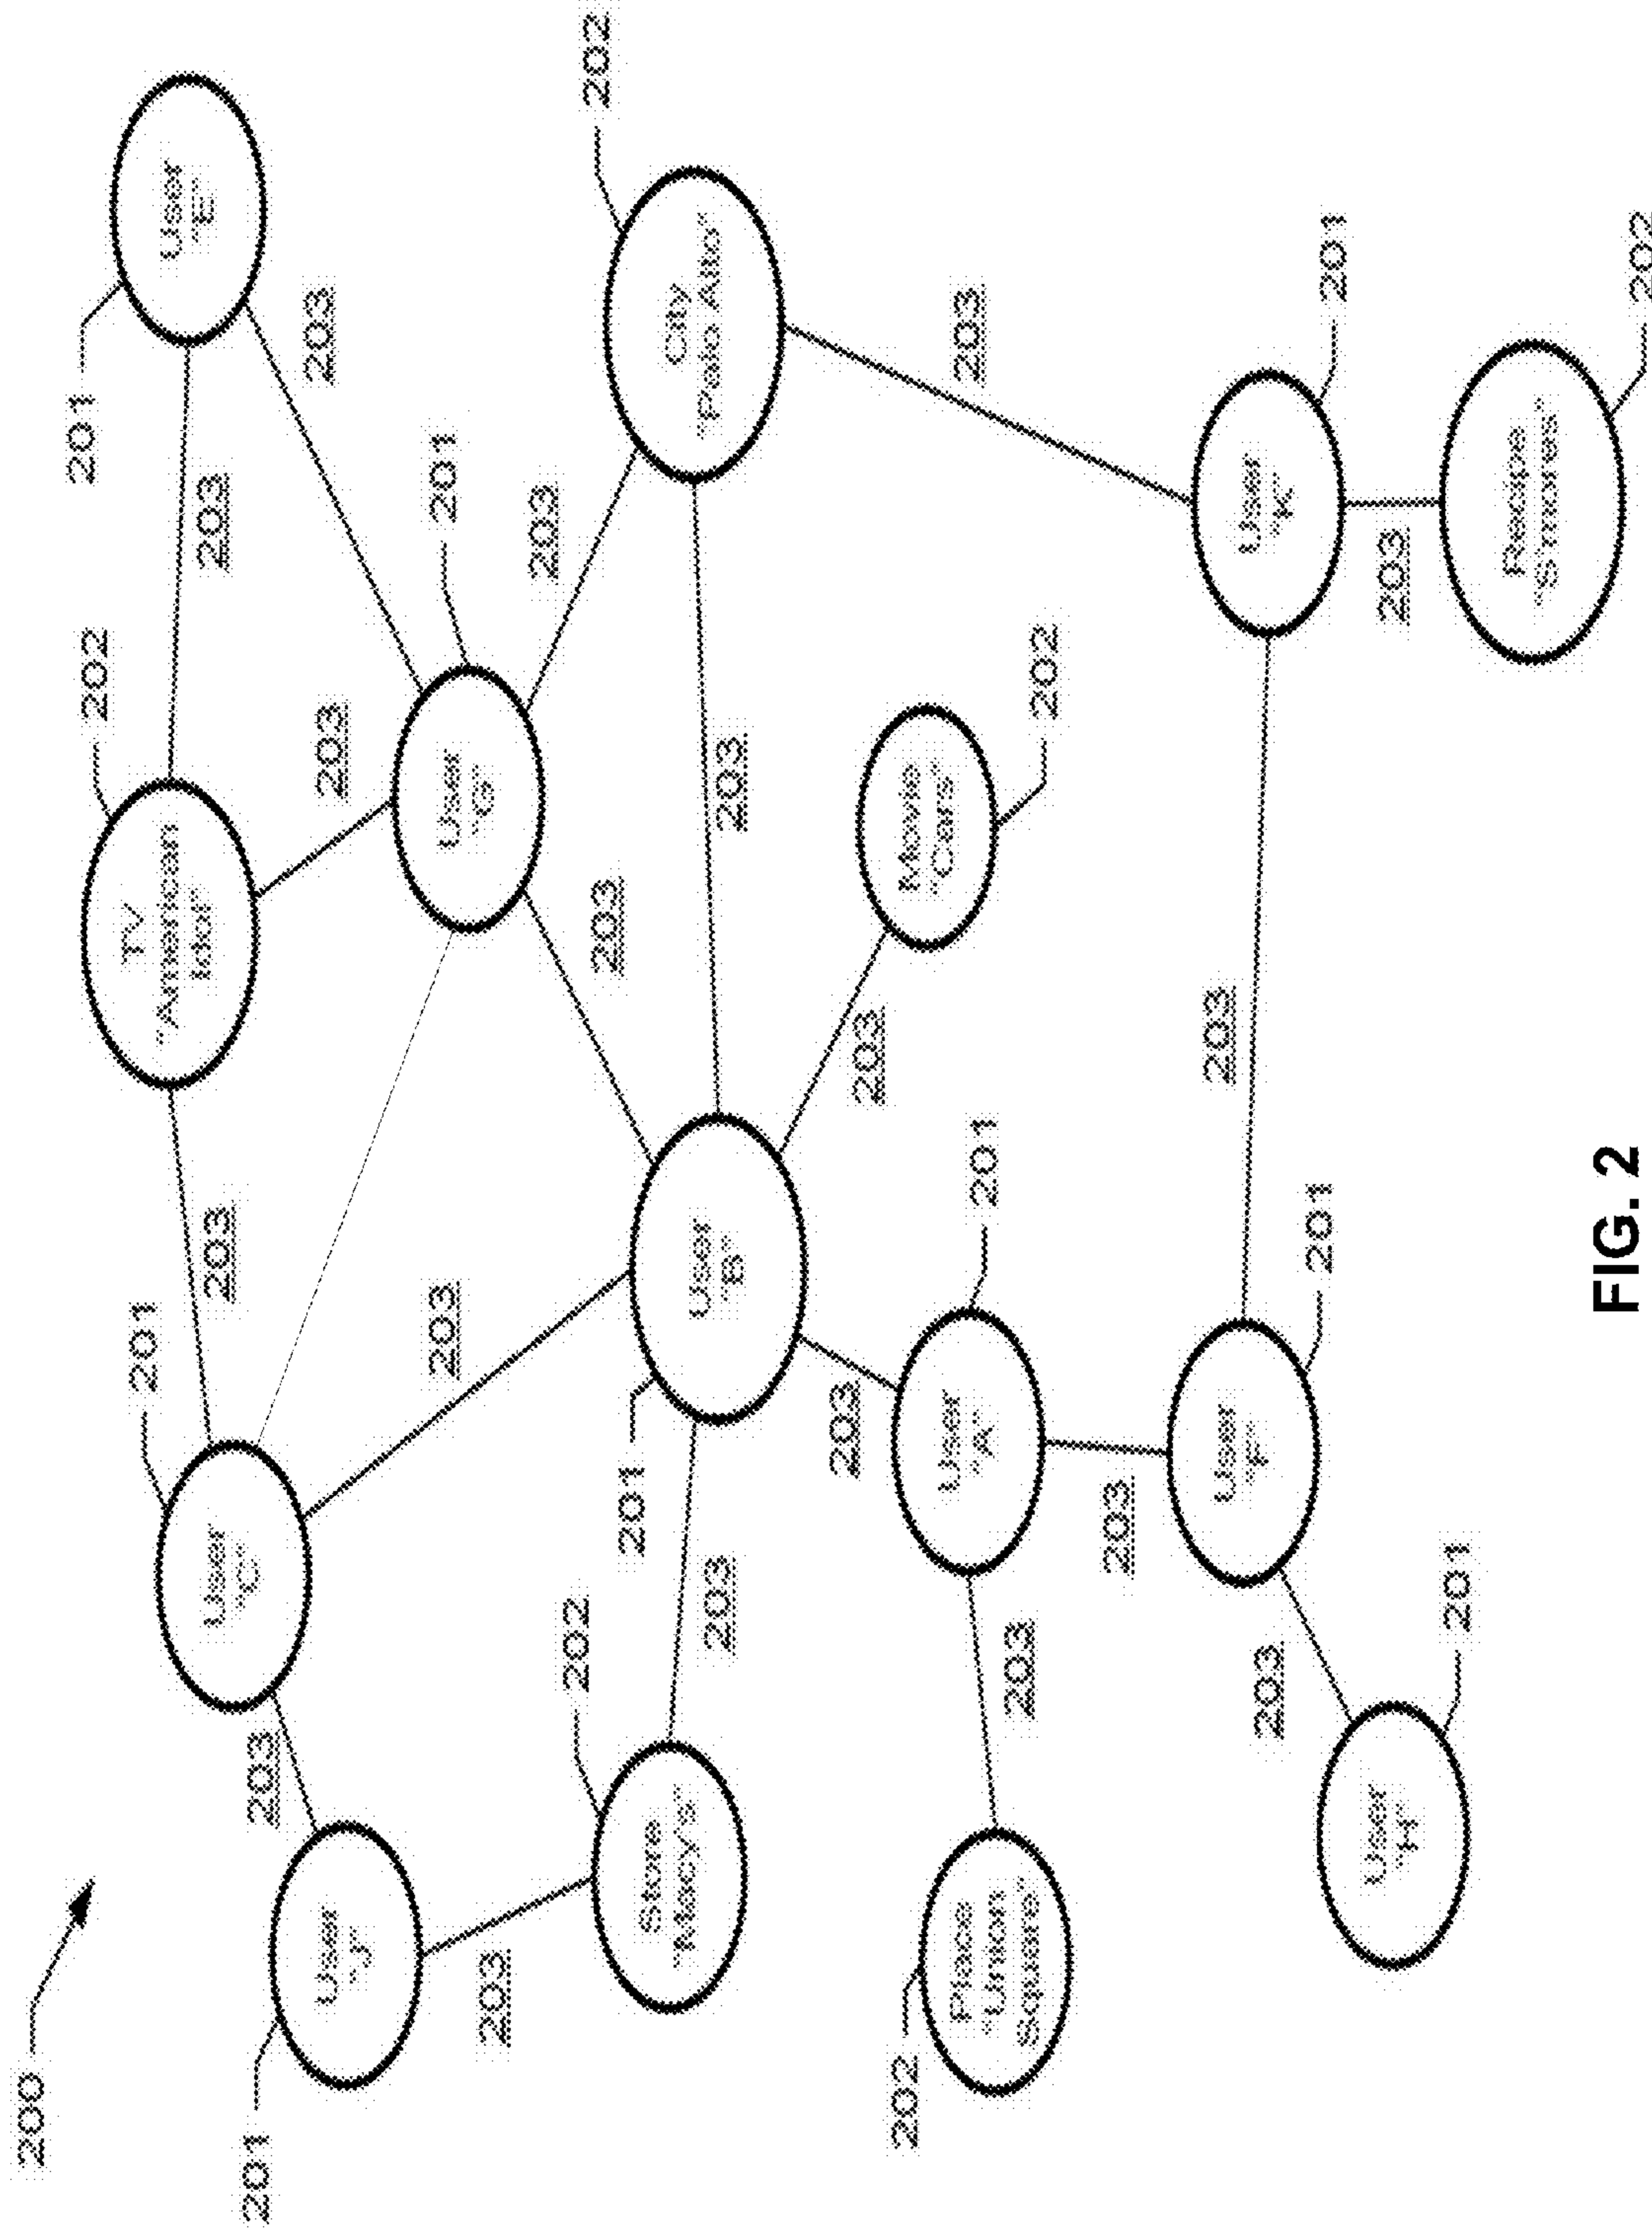 200
201
202
201
TV
"American
Idol"
User
"E"
201
203
203
User
"C"
203
201
203
203
User
"J"
203
201
User
"G"
203
203
202
203
202
201
203
Store
"Macy's"
User
"B"
City
"Palo Alto"
203
203
203
203
203
202
Movie
"Cars"
203
User
"A"
201
Place
"Union
Square"
203
202
203
203
201
User
"F"
User
"K"
203
201
User
"H"
203
201
Recipe
"S'mores"
202
FIG. 2